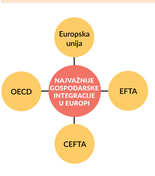 Europska
unija
OECD
NAJVAŽNIJE
GOSPODARSKE
INTEGRACIJE
U EUROPI
EFTA
CEFTA